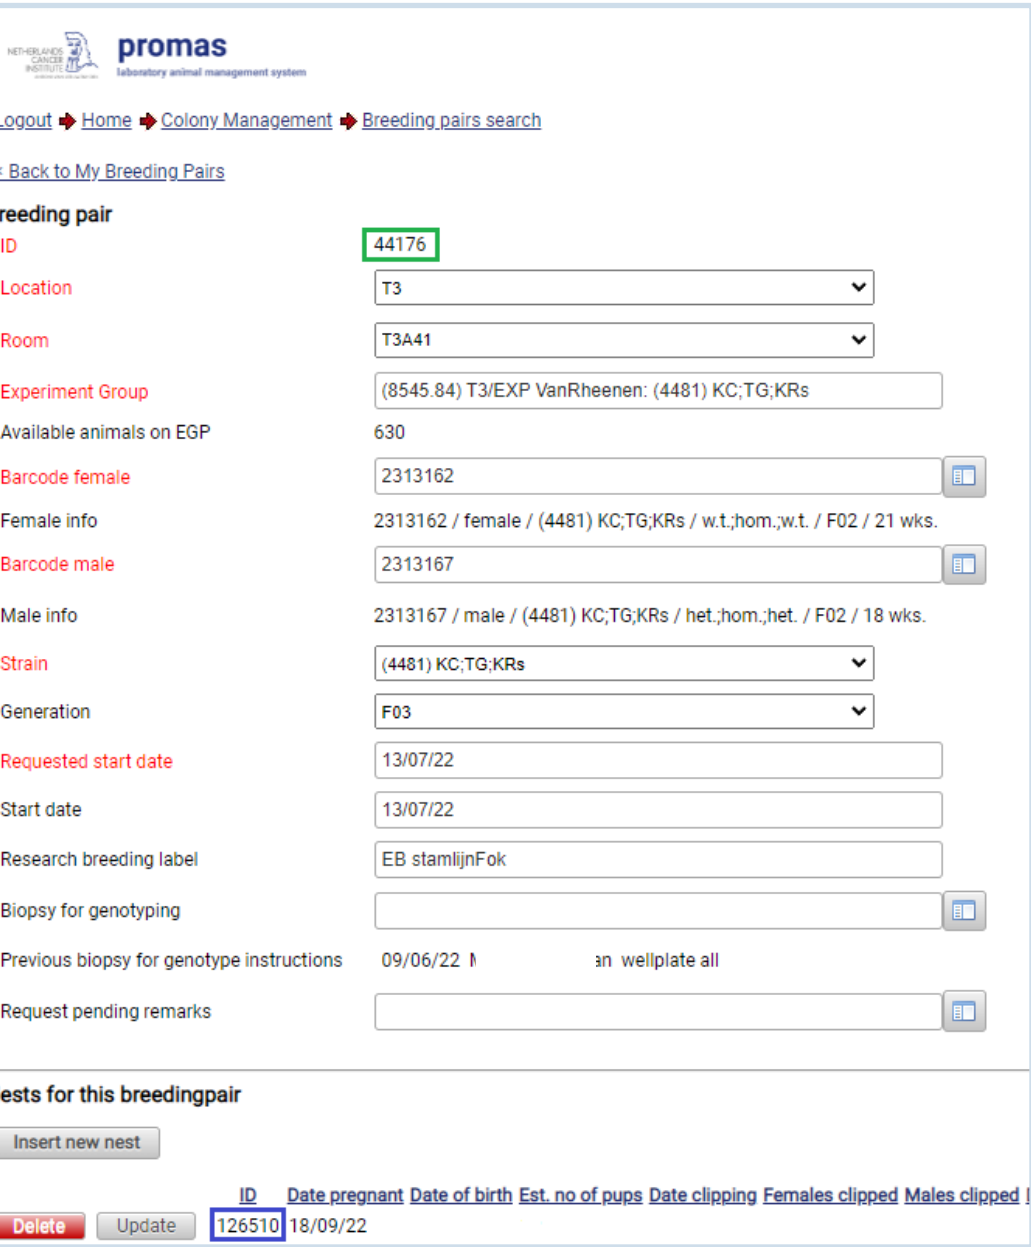 NETHERLANDS
CANCER
INSTITUTE
promas
laboratory animal management system
Logout Home Colony Management Breeding pairs search
< Back to My Breeding Pairs
reeding pair
ID 44176
Location T3
Room T3A41
Experiment Group (8545.84) T3/EXP VanRheenen: (4481) KC;TG;KRs
Available animals on EGP 630
Barcode female 2313162
Female info 2313162 / female / (4481) KC;TG;KRs / w.t.;hom.;w.t. / F02 / 21 wks.
Barcode male 2313167
Male info 2313167 / male / (4481) KC;TG;KRs / het.;hom.;het. / F02 / 18 wks.
Strain (4481) KC;TG;KRs
Generation F03
Requested start date 13/07/22
Start date 13/07/22
Research breeding label EB stamlijnFok
Biopsy for genotyping
Previous biopsy for genotype instructions 09/06/22 an wellplate all
Request pending remarks
ests for this breedingpair
Insert new nest
ID Date pregnant Date of birth Est. no of pups Date clipping Females clipped Males clipped
Delete Update 126510 18/09/22